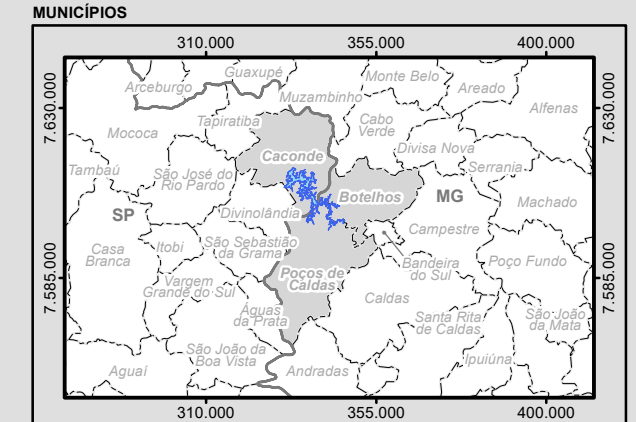 MUNICÍPIOS
310.000
355.000
400.000
7.630.000
7.630.000
Guaxupé
Arceburgo
Monte Belo
Areado
Muzambinho
Alfenas
Tapiratiba
Cabo
Verde
Mococa
Divisa Nova
Caconde
Tambaú
São José do
Rio Pardo
Serrania
Botelhos
MG
Machado
SP
Divinolândia
Campestre
Casa
Branca
Itobi
São Sebastião
da Grama
Bandeira
do Sul
Poço Fundo
Poços de
Caldas
Vargem
Grande do Sul
7.585.000
7.585.000
Caldas
Águas
da Prata
Santa Rita
de Caldas
São João
da Mata
São João da
Boa Vista
Ipuiúna
Aguaí
Andradas
310.000
355.000
400.000